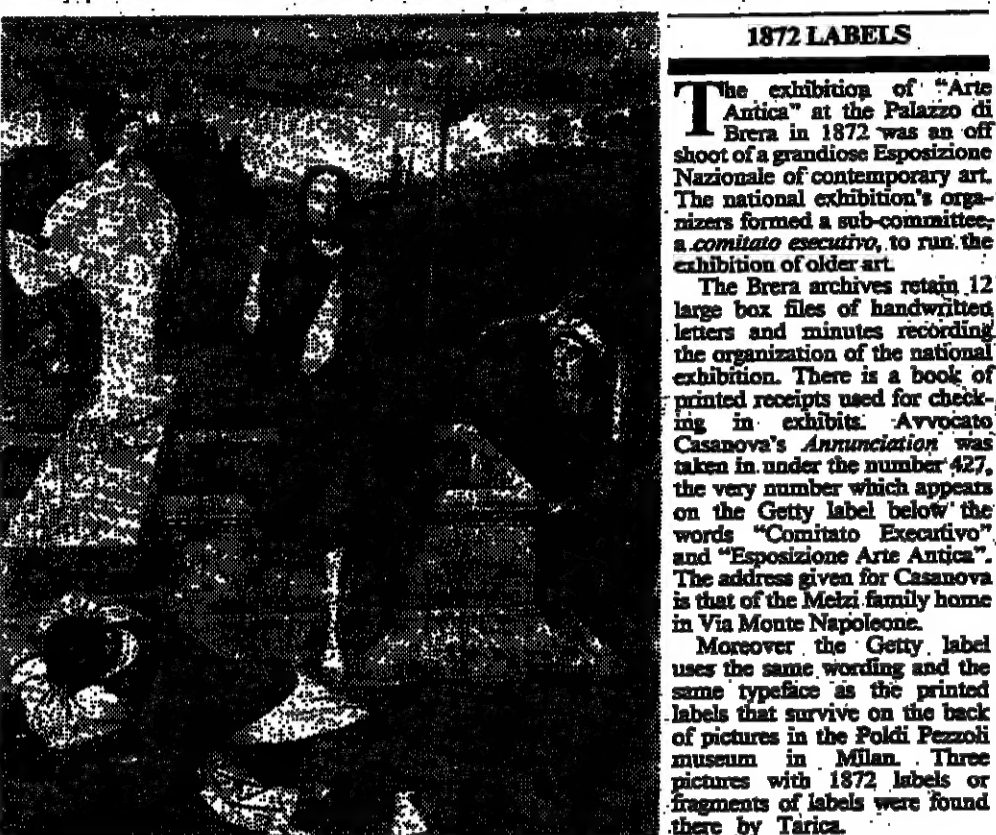 1872 LABELS
The exhibition of "Arte
Antica" at the Palazzo di
Brera in 1872 was an off
shoot of a grandiose Esposizione
Nazionale of contemporary art.
The national exhibition's orga-
nizers formed a sub-committee,
a comitato esecutivo, to run the
exhibition of older art.
The Brera archives retain 12
large box files of handwritten
letters and minutes recording
the organization of the national
exhibition. There is a book of
printed receipts used for check-
ing in exhibits. Avvocato
Casanova's Annunciation was
taken in under the number 427,
the very number which appears
on the Getty label below the
words "Comitato Executivo"
and "Esposizione Arte Antica".
The address given for Casanova
is that of the Melzi family home
in Via Monte Napoleone.
Moreover the Getty label
uses the same wording and the
same typeface as the printed
labels that survive on the back
of pictures in the Poldi Pezzoli
museum in Milan. Three
pictures with 1872 labels or
fragments of labels were found
there by Tarica.